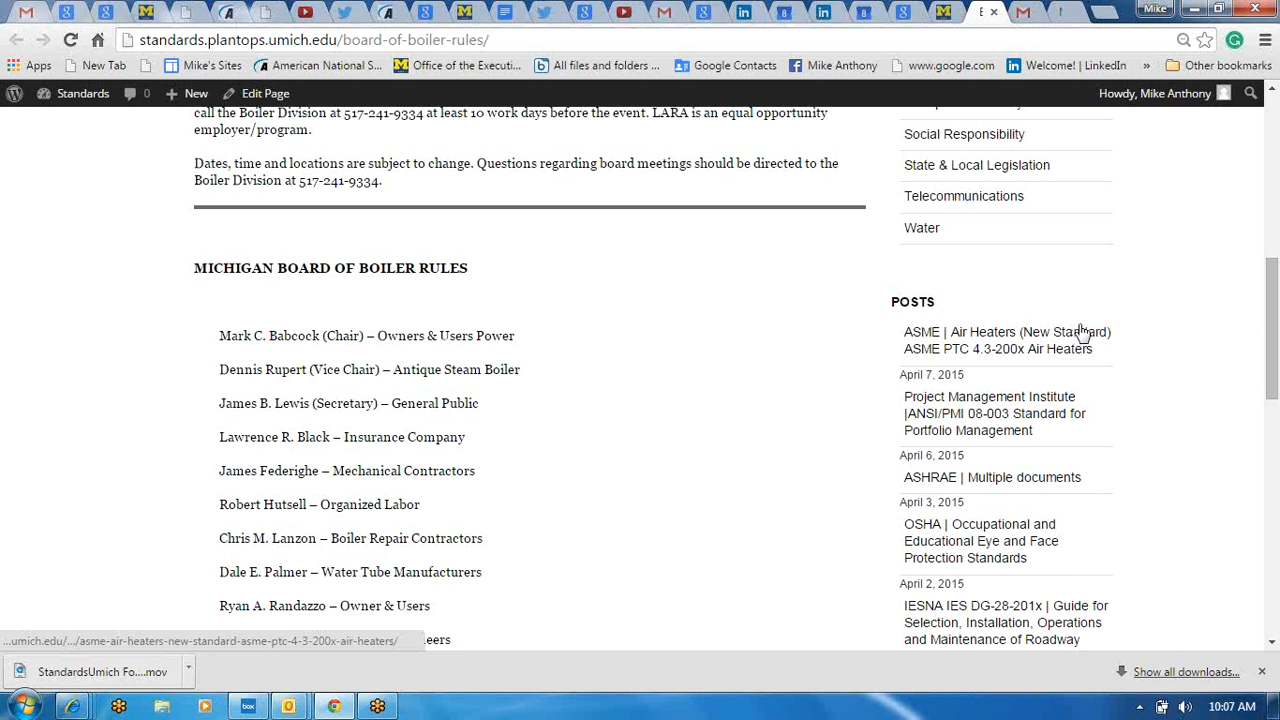 Mike
standards.plantops.umich.edu/board-of-boiler-rules/
Apps New Tab Mike's Sites American National S... Office of the Executi... All files and folders ... Google Contacts Mike Anthony www.google.com Welcome! | LinkedIn » Other bookmarks
Standards 0 New Edit Page Howdy, Mike Anthony
call the Boiler Division at 517-241-9334 at least 10 work days before the event. LARA is an equal opportunity
employer/program.
Dates, time and locations are subject to change. Questions regarding board meetings should be directed to the
Boiler Division at 517-241-9334.
MICHIGAN BOARD OF BOILER RULES
Mark C. Babcock (Chair) – Owners & Users Power
Dennis Rupert (Vice Chair) – Antique Steam Boiler
James B. Lewis (Secretary) – General Public
Lawrence R. Black – Insurance Company
James Federighe – Mechanical Contractors
Robert Hutsell – Organized Labor
Chris M. Lanzon – Boiler Repair Contractors
Dale E. Palmer – Water Tube Manufacturers
Ryan A. Randazzo – Owner & Users
eers
Social Responsibility
State & Local Legislation
Telecommunications
Water
POSTS
ASME | Air Heaters (New Standard)
ASME PTC 4.3-200x Air Heaters
April 7, 2015
Project Management Institute
|ANSI/PMI 08-003 Standard for
Portfolio Management
April 6, 2015
ASHRAE | Multiple documents
April 3, 2015
OSHA | Occupational and
Educational Eye and Face
Protection Standards
April 2, 2015
IESNA IES DG-28-201x | Guide for
Selection, Installation, Operations
and Maintenance of Roadway
...umich.edu/.../asme-air-heaters-new-standard-asme-ptc-4-3-200x-air-heaters/
StandardsUmich Fo....mov Show all downloads...
10:07 AM